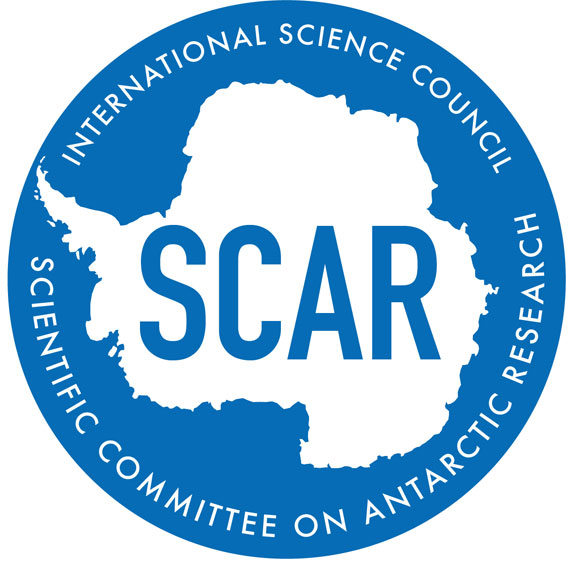 INTERNATIONAL SCIENCE COUNCIL
SCAR
SCIENTIFIC COMMITTEE ON ANTARCTIC RESEARCH